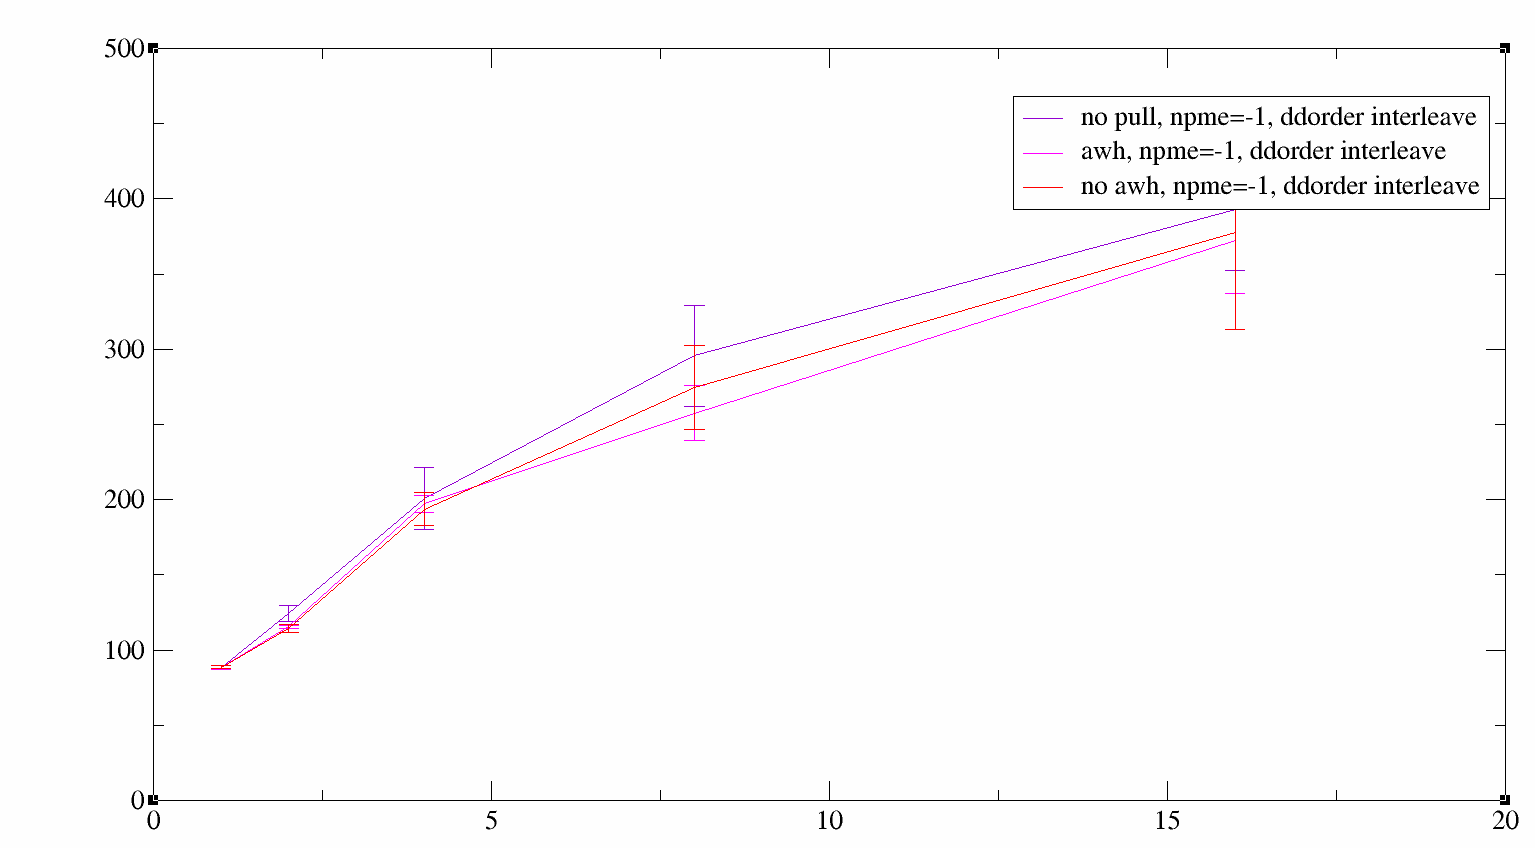 500
400
300
200
100
0
0 5 10 15 20
no pull, npme=-1, ddorder interleave
awh, npme=-1, ddorder interleave
no awh, npme=-1, ddorder interleave